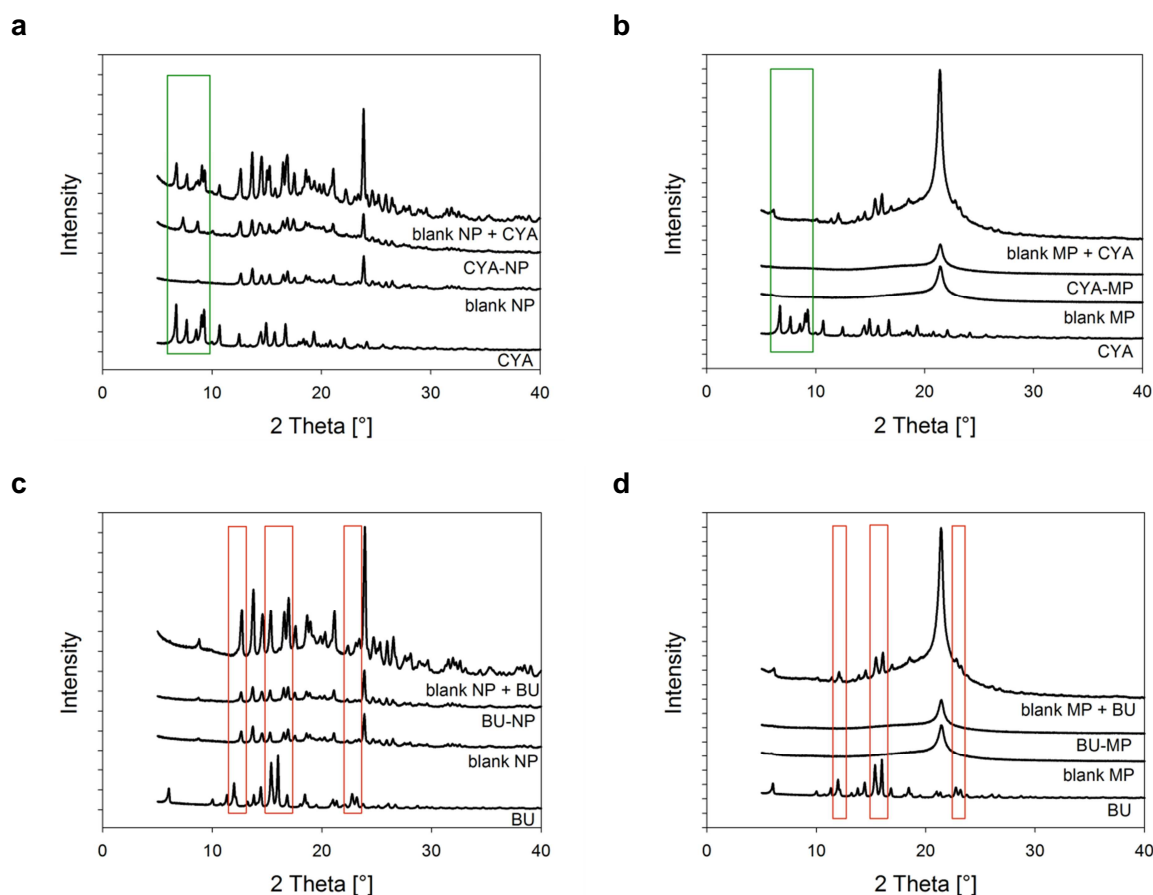 a
Intensity
blank NP + CYA
CYA-NP
blank NP
CYA
0 10 20 30 40
2 Theta [°]
b
Intensity
blank MP + CYA
CYA-MP
blank MP
CYA
0 10 20 30 40
2 Theta [°]
c
Intensity
blank NP + BU
BU-NP
blank NP
BU
0 10 20 30 40
2 Theta [°]
d
Intensity
blank MP + BU
BU-MP
blank MP
BU
0 10 20 30 40
2 Theta [°]